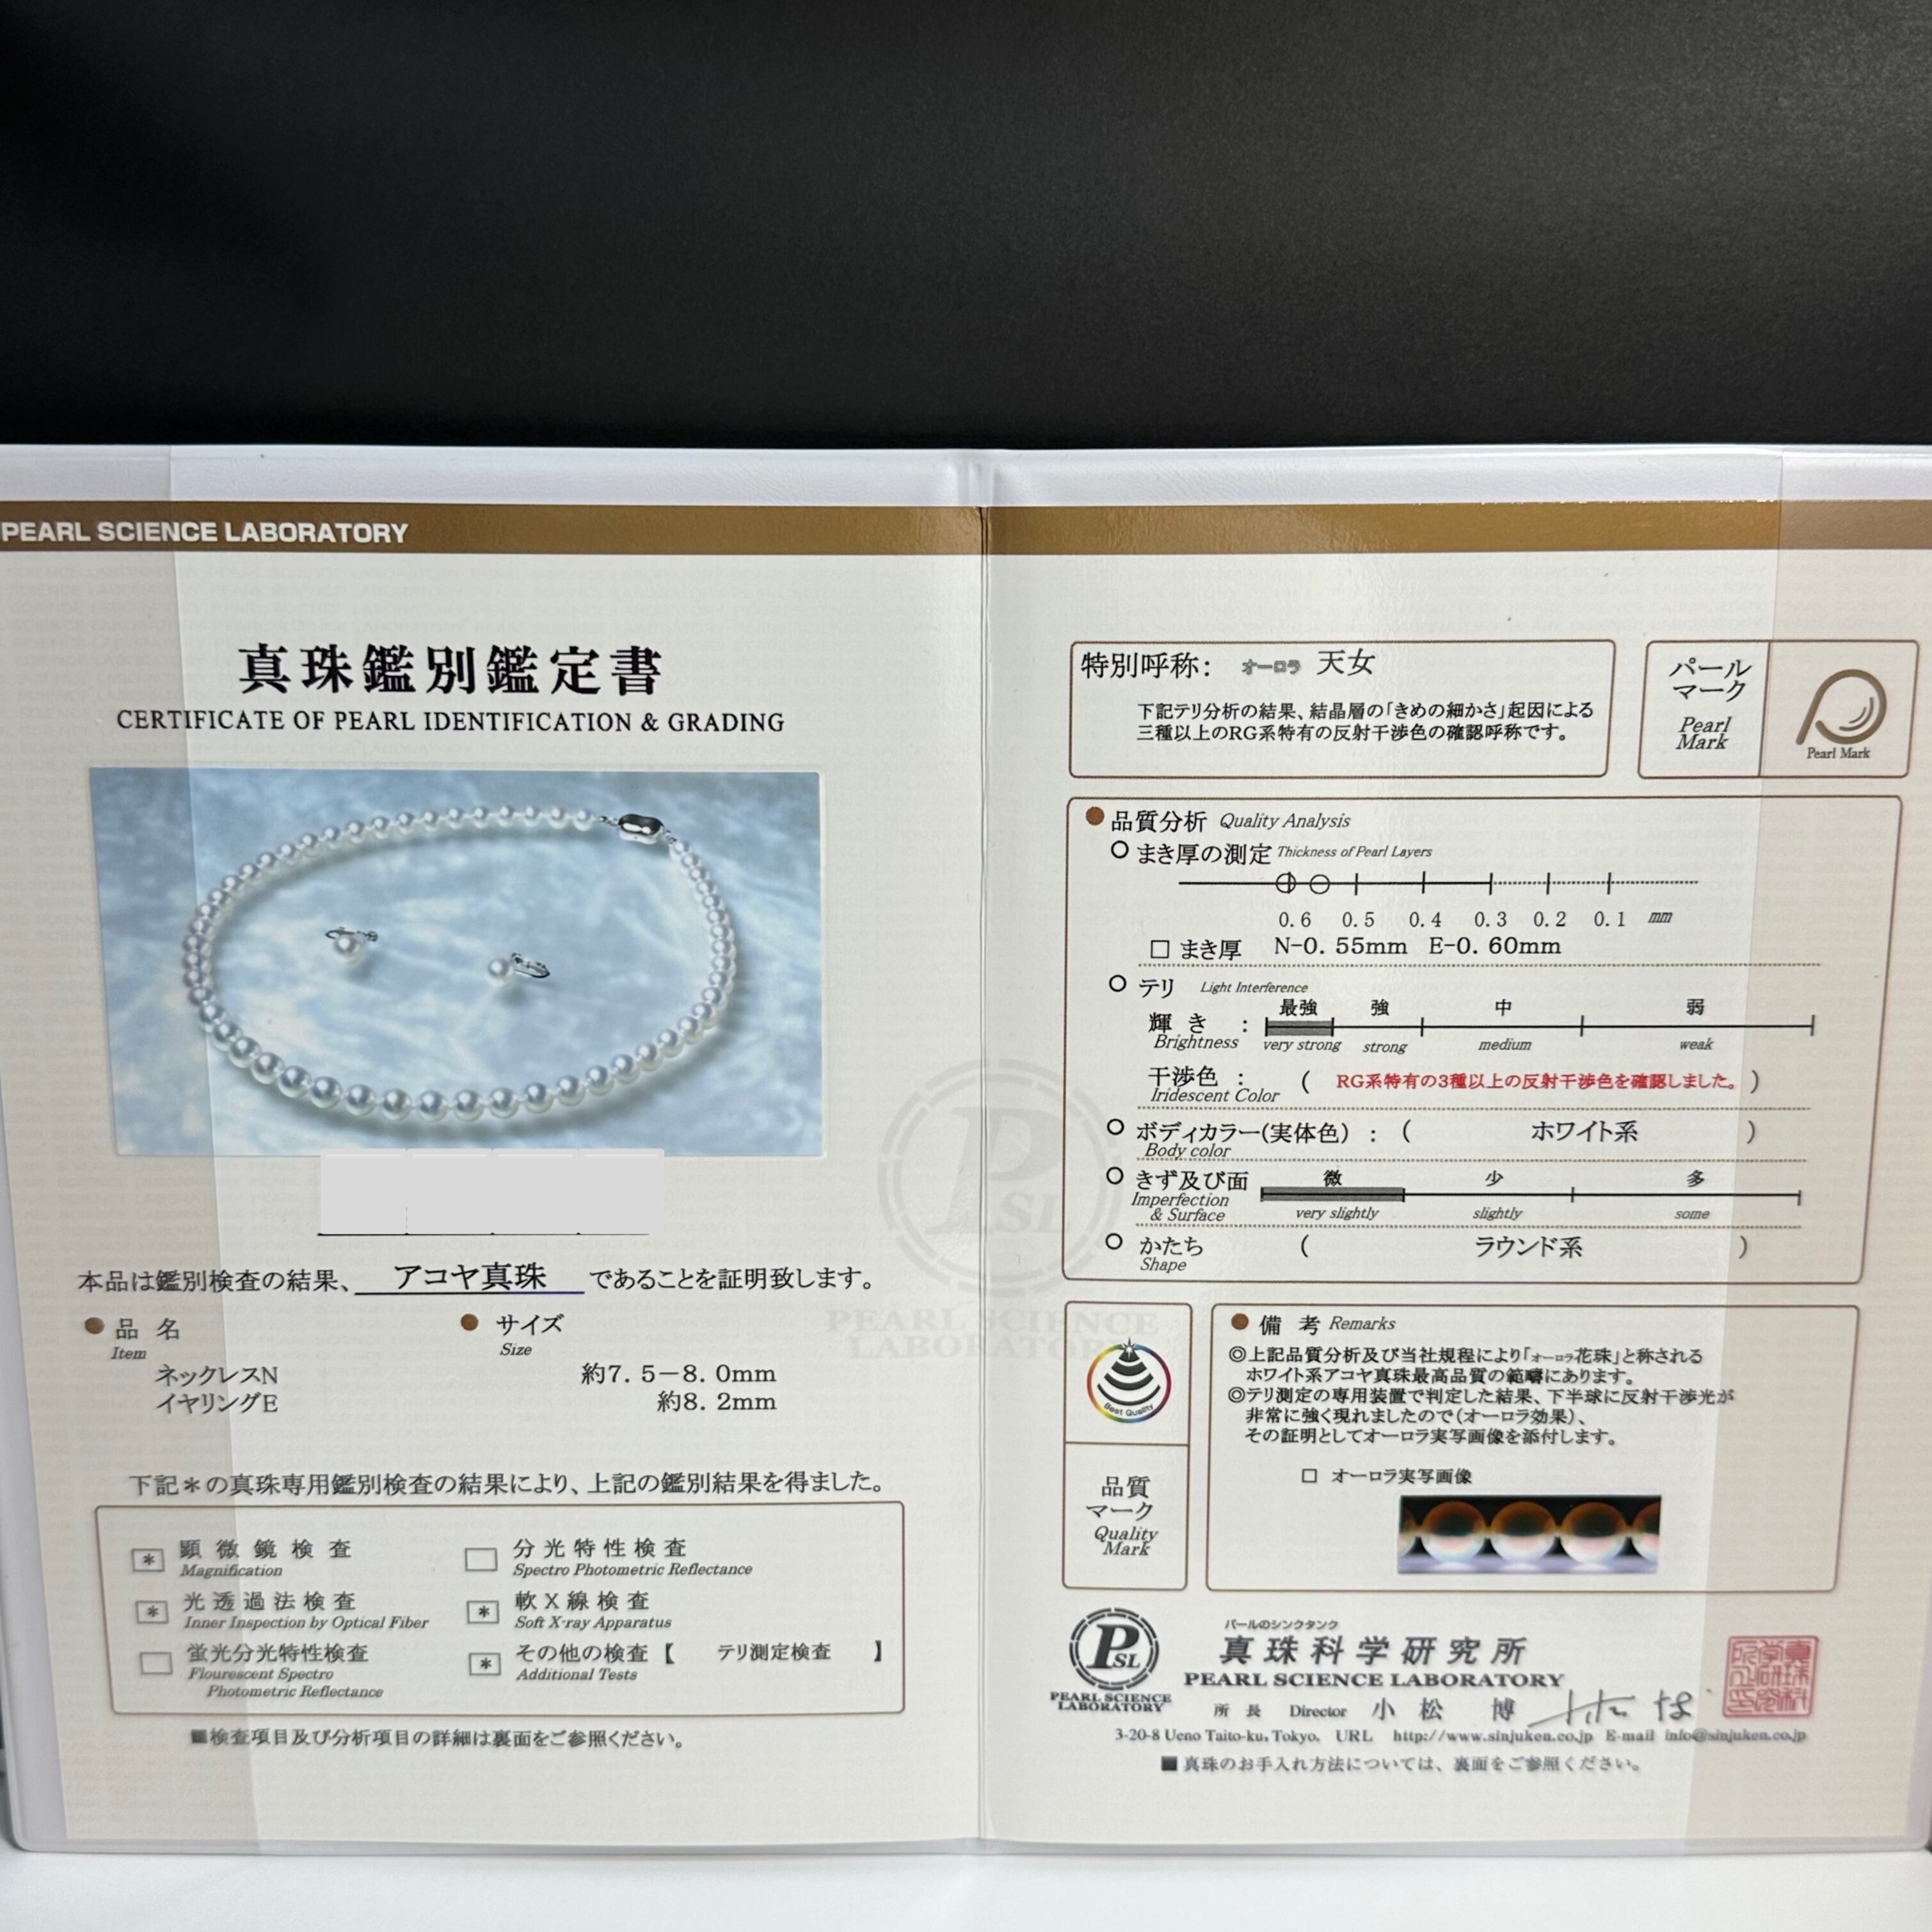 PEARL SCIENCE LABORATORY
真珠鑑別鑑定書
CERTIFICATE OF PEARL IDENTIFICATION & GRADING
本品は鑑別検査の結果、アコヤ真珠であることを証明致します。
品 名
Item
サイズ
Size
ネックレスN 約7.5－8.0mm
イヤリングE 約8.2mm
下記＊の真珠専用鑑別検査の結果により、上記の鑑別結果を得ました。
* 顕微鏡検査
Magnification
分光特性検査
Spectro Photometric Reflectance
* 光透過法検査
Inner Inspection by Optical Fiber
* 軟X線検査
Soft X-ray Apparatus
蛍光分光特性検査
Flourescent Spectro
Photometric Reflectance
* その他の検査【 テリ測定検査 】
Additional Tests
■検査項目及び分析項目の詳細は裏面をご参照ください。
特別呼称： オーロラ 天女
下記テリ分析の結果、結晶層の「きめの細かさ」起因による
三種以上のRG系特有の反射干渉色の確認呼称です。
パール
マーク
Pearl
Mark
Pearl Mark
品質分析 Quality Analysis
まき厚の測定 Thickness of Pearl Layers
0.6 0.5 0.4 0.3 0.2 0.1 mm
□ まき厚 N-0.55mm E-0.60mm
テリ Light Interference
最強 強 中 弱
輝 き ：
Brightness very strong strong medium weak
干渉色 ： ( RG系特有の3種以上の反射干渉色を確認しました。 )
Iridescent Color
ボディカラー(実体色) ： ( ホワイト系 )
Body color
きず及び面 微 少 多
Imperfection
& Surface very slightly slightly some
かたち ( ラウンド系 )
Shape
Best Quality
品質
マーク
Quality
Mark
備 考 Remarks
◎上記品質分析及び当社規程により「オーロラ花珠」と称される
ホワイト系アコヤ真珠最高品質の範疇にあります。
◎テリ測定の専用装置で判定した結果、下半球に反射干渉光が
非常に強く現れましたので(オーロラ効果)、
その証明としてオーロラ実写画像を添付します。
□ オーロラ実写画像
PSL
PEARL SCIENCE
LABORATORY
PSL
PEARL SCIENCE
LABORATORY
パールのシンクタンク
真珠科学研究所
PEARL SCIENCE LABORATORY
所 長 Director 小 松 博
3-20-8 Ueno Taito-ku, Tokyo. URL http://www.sinjuken.co.jp E-mail info@sinjuken.co.jp
■真珠のお手入れ方法については、裏面をご参照ください。